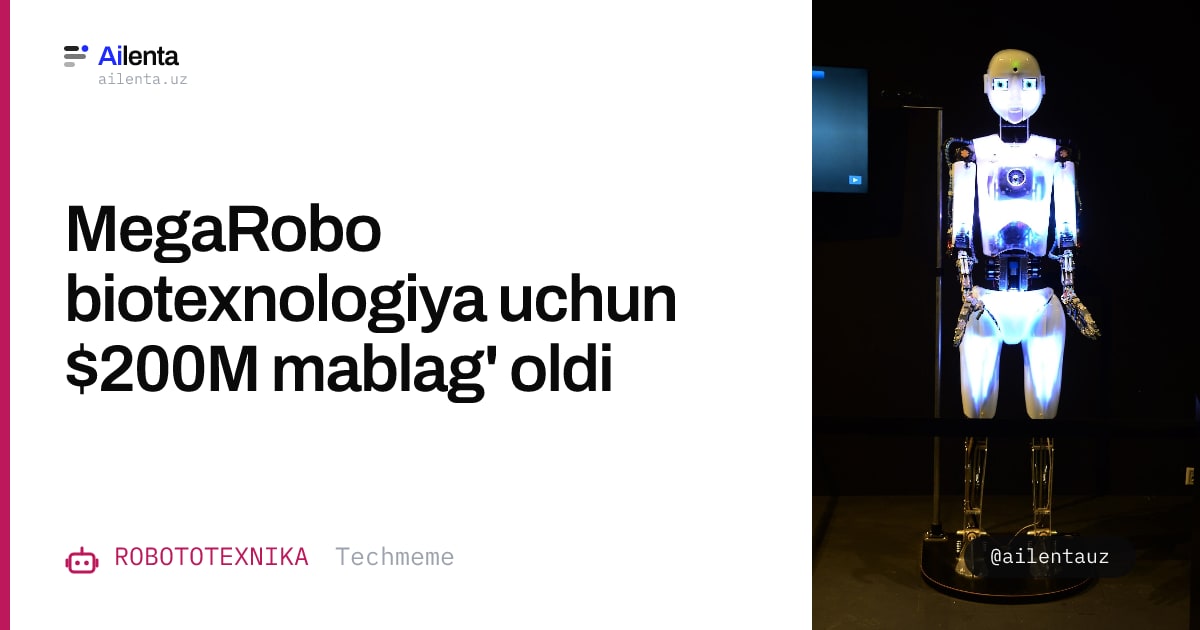 Ailenta
ailenta.uz
MegaRobo
biotexnologiya uchun
$200M mablag' oldi
ROBOTOTEXNIKA Techmeme
@ailentauz